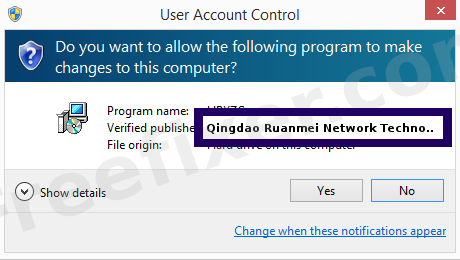 User Account Control
Do you want to allow the following program to make
changes to this computer?
Program name:
Verified publishe
Qingdao Ruanmei Network Techno..
File origin:
Hard drive on this computer
Show details
Yes
No
Change when these notifications appear
freefixer.com